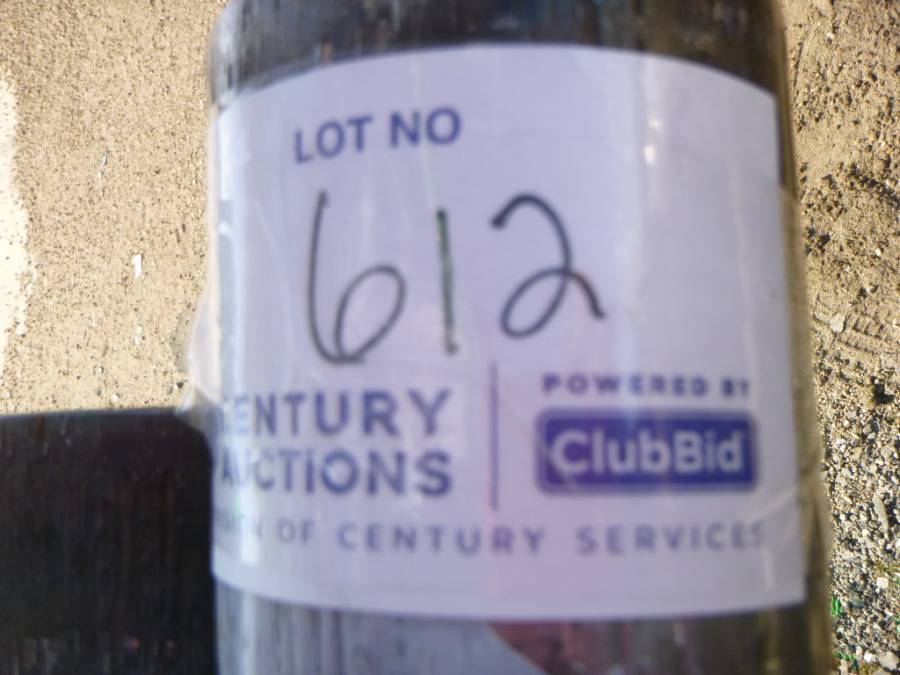 LOT NO
612
CENTURY
AUCTIONS
POWERED BY
ClubBid
OF CENTURY SERVICES